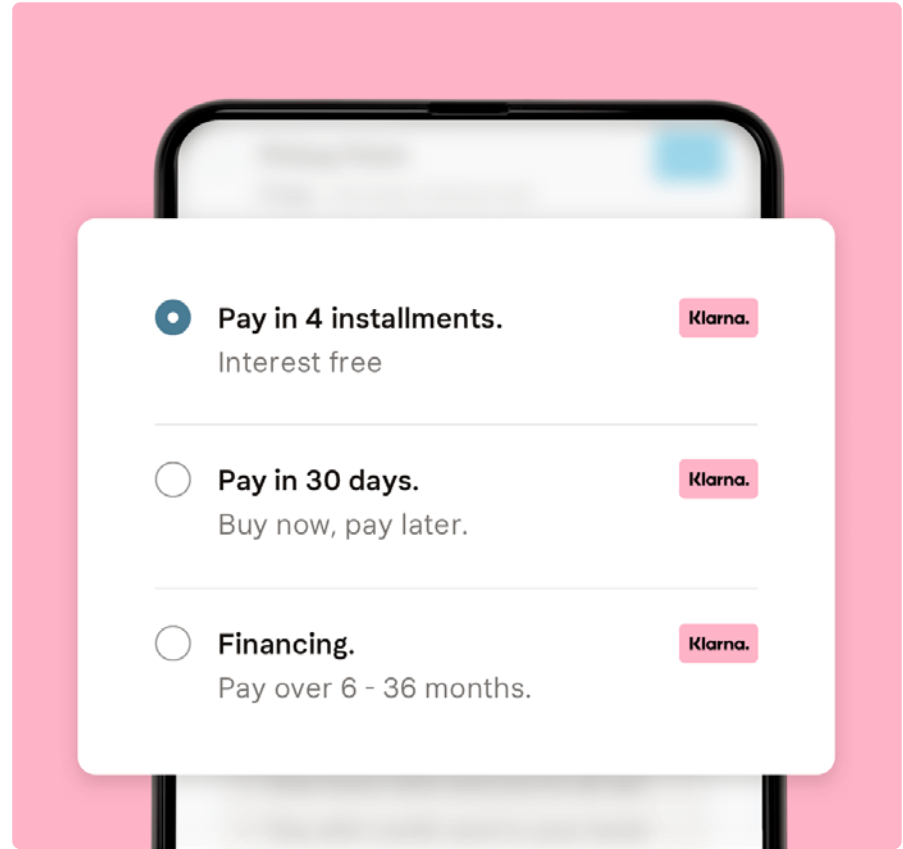 Pay in 4 installments.
Klarna.
Interest free
Pay in 30 days.
Klarna.
Buy now, pay later.
Financing.
Klarna.
Pay over 6 - 36 months.